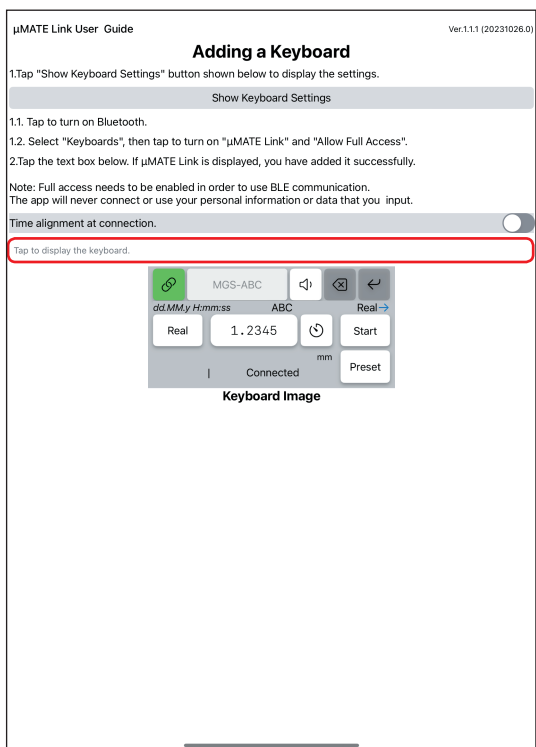 µMATE Link User Guide
Ver.1.1.1 (20231026.0)
Adding a Keyboard
1.Tap "Show Keyboard Settings" button shown below to display the settings.
Show Keyboard Settings
1.1. Tap to turn on Bluetooth.
1.2. Select "Keyboards", then tap to turn on "µMATE Link" and "Allow Full Access".
2.Tap the text box below. If µMATE Link is displayed, you have added it successfully.
Note: Full access needs to be enabled in order to use BLE communication.
The app will never connect or use your personal information or data that you input.
Time alignment at connection.
Tap to display the keyboard.
MGS-ABC
dd.MM.y H:mm:ss ABC Real→
Real 1.2345 Start
mm
| Connected Preset
Keyboard Image